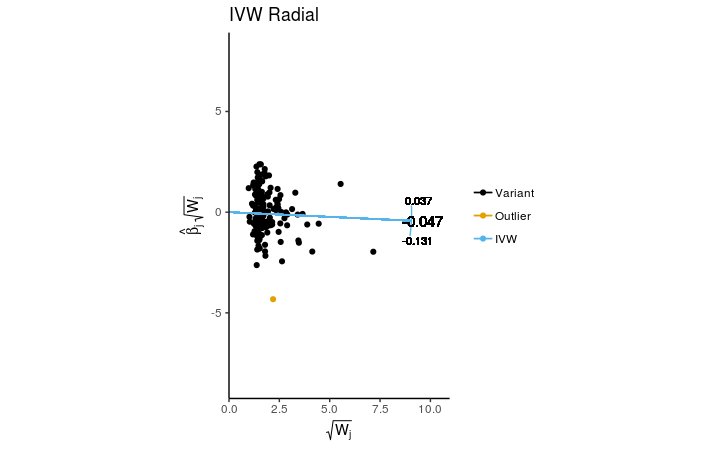 IVW Radial
5
0
-5
β̂j√Wj
0.037
-0.047
-0.131
Variant
Outlier
IVW
0.0 2.5 5.0 7.5 10.0
√Wj